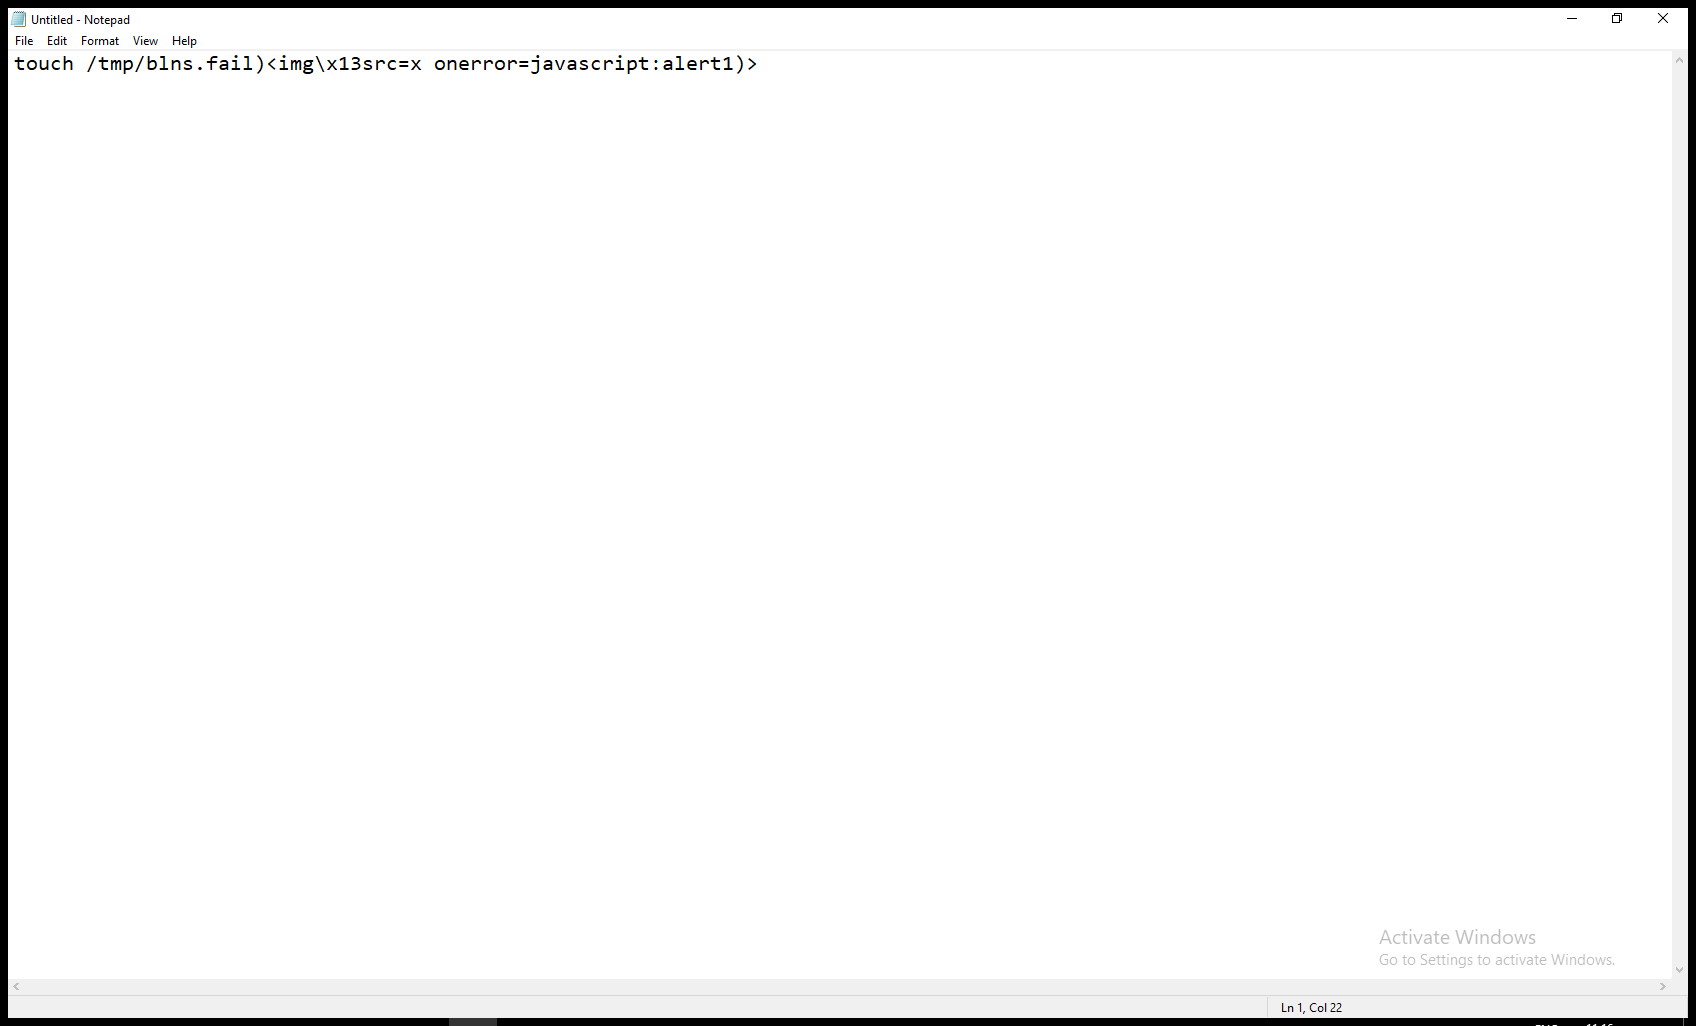 Untitled - Notepad
File Edit Format View Help
touch /tmp/blns.fail)<img\x13src=x onerror=javascript:alert1)>
Activate Windows
Go to Settings to activate Windows.
Ln 1, Col 22